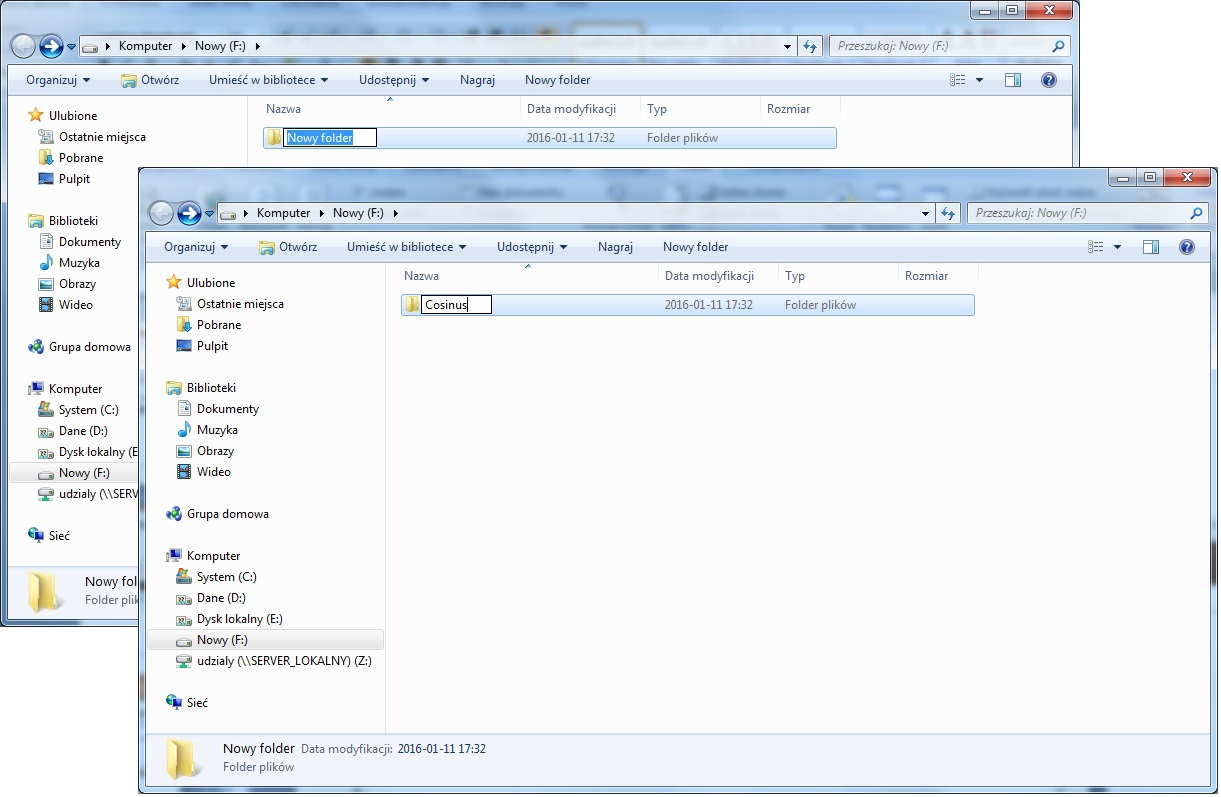 Komputer Nowy (F:) Przeszukaj: Nowy (F:)
Organizuj Otwórz Umieść w bibliotece Udostępnij Nagraj Nowy folder
Nazwa Data modyfikacji Typ Rozmiar
Nowy folder 2016-01-11 17:32 Folder plików
Ulubione
Ostatnie miejsca
Pobrane
Pulpit
Biblioteki
Dokumenty
Muzyka
Obrazy
Wideo
Grupa domowa
Komputer
System (C:)
Dane (D:)
Dysk lokalny (E
Nowy (F:)
udzialy (\\SERV
Sieć
Nowy fol
Folder plik
Komputer Nowy (F:) Przeszukaj: Nowy (F:)
Organizuj Otwórz Umieść w bibliotece Udostępnij Nagraj Nowy folder
Nazwa Data modyfikacji Typ Rozmiar
Cosinus 2016-01-11 17:32 Folder plików
Ulubione
Ostatnie miejsca
Pobrane
Pulpit
Biblioteki
Dokumenty
Muzyka
Obrazy
Wideo
Grupa domowa
Komputer
System (C:)
Dane (D:)
Dysk lokalny (E:)
Nowy (F:)
udzialy (\\SERVER_LOKALNY) (Z:)
Sieć
Nowy folder Data modyfikacji: 2016-01-11 17:32
Folder plików